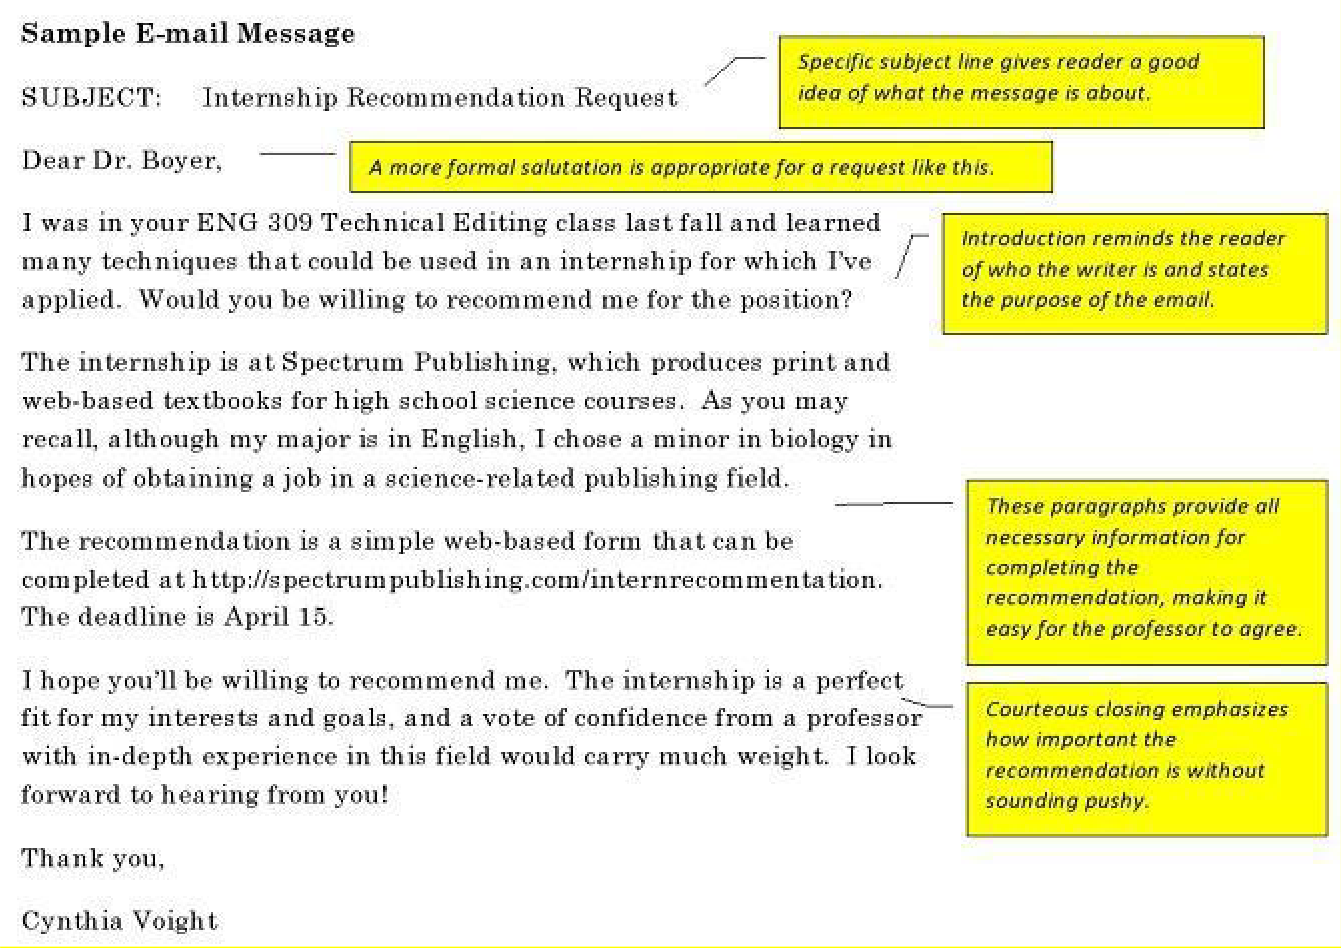 Sample E-mail Message
SUBJECT: Internship Recommendation Request
Specific subject line gives reader a good
idea of what the message is about.
Dear Dr. Boyer,
A more formal salutation is appropriate for a request like this.
I was in your ENG 309 Technical Editing class last fall and learned
many techniques that could be used in an internship for which I've
applied. Would you be willing to recommend me for the position?
Introduction reminds the reader
of who the writer is and states
the purpose of the email.
The internship is at Spectrum Publishing, which produces print and
web-based textbooks for high school science courses. As you may
recall, although my major is in English, I chose a minor in biology in
hopes of obtaining a job in a science-related publishing field.
The recommendation is a simple web-based form that can be
completed at http://spectrumpublishing.com/internrecommentation.
The deadline is April 15.
These paragraphs provide all
necessary information for
completing the
recommendation, making it
easy for the professor to agree.
I hope you'll be willing to recommend me. The internship is a perfect
fit for my interests and goals, and a vote of confidence from a professor
with in-depth experience in this field would carry much weight. I look
forward to hearing from you!
Courteous closing emphasizes
how important the
recommendation is without
sounding pushy.
Thank you,
Cynthia Voight